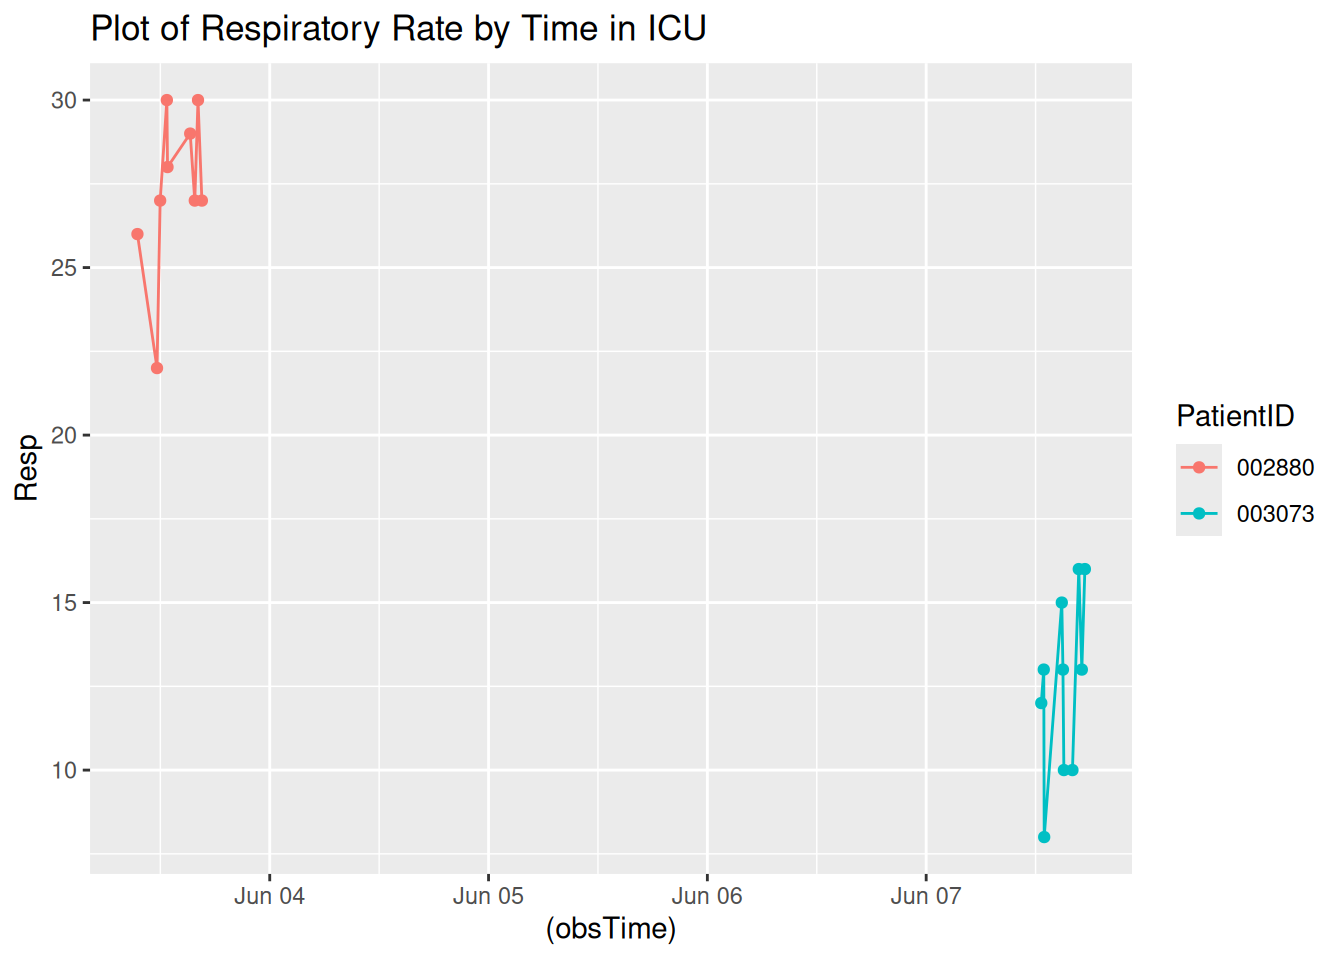 Plot of Respiratory Rate by Time in ICU
30
25
20
15
10
Resp
Jun 04
Jun 05
Jun 06
Jun 07
(obsTime)
PatientID
002880
003073